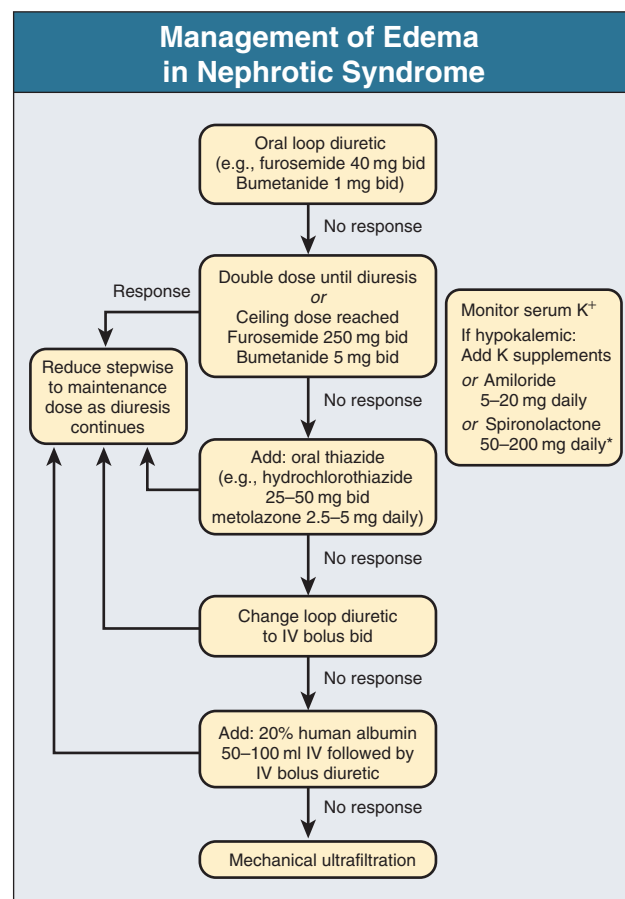 Management of Edema
in Nephrotic Syndrome
Oral loop diuretic
(e.g., furosemide 40 mg bid
Bumetanide 1 mg bid)
No response
Double dose until diuresis
or
Ceiling dose reached
Furosemide 250 mg bid
Bumetanide 5 mg bid
Response
Reduce stepwise
to maintenance
dose as diuresis
continues
Monitor serum K+
If hypokalemic:
Add K supplements
or Amiloride
5–20 mg daily
or Spironolactone
50–200 mg daily*
No response
Add: oral thiazide
(e.g., hydrochlorothiazide
25–50 mg bid
metolazone 2.5–5 mg daily)
No response
Change loop diuretic
to IV bolus bid
No response
Add: 20% human albumin
50–100 ml IV followed by
IV bolus diuretic
No response
Mechanical ultrafiltration